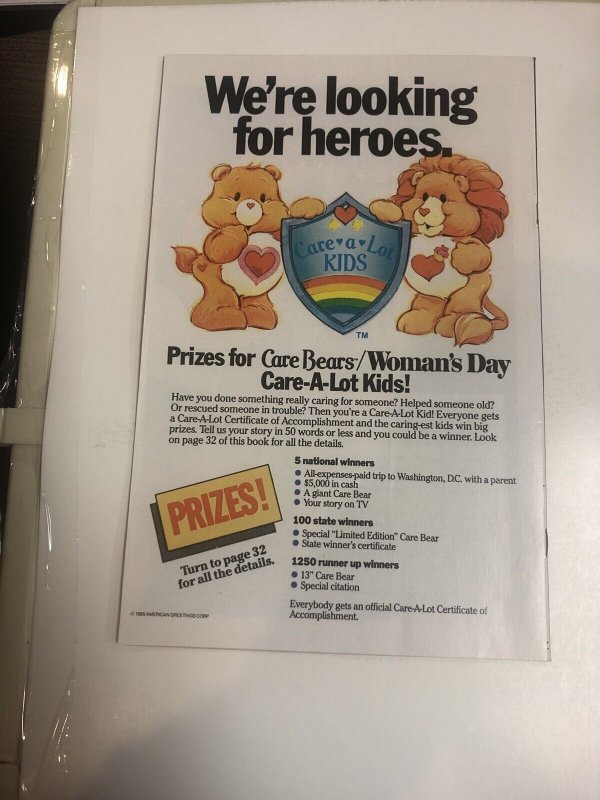 We're looking
for heroes.
Care•a•Lot
KIDS
TM
Prizes for Care Bears™/Woman's Day
Care-A-Lot Kids!
Have you done something really caring for someone? Helped someone old?
Or rescued someone in trouble? Then you're a Care-A-Lot Kid! Everyone gets
a Care-A-Lot Certificate of Accomplishment and the caring-est kids win big
prizes. Tell us your story in 50 words or less and you could be a winner. Look
on page 32 of this book for all the details.
5 national winners
• All-expenses-paid trip to Washington, D.C. with a parent
• $5,000 in cash
• A giant Care Bear
• Your story on TV
PRIZES!
Turn to page 32
for all the details.
100 state winners
• Special "Limited Edition" Care Bear
• State winner's certificate
1250 runner up winners
• 13" Care Bear
• Special citation
Everybody gets an official Care-A-Lot Certificate of
Accomplishment.
© 1985 AMERICAN GREETINGS CORP